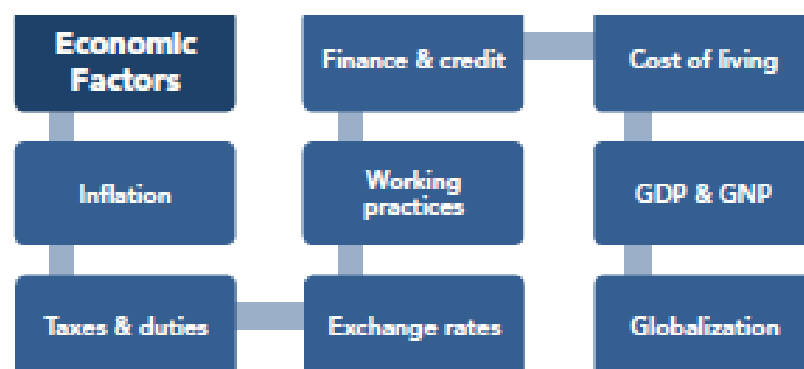 Economic
Factors
Inflation
Taxes & duties
Exchange rates
Working
practices
Finance & credit
Cost of living
GDP & GNP
Globalization